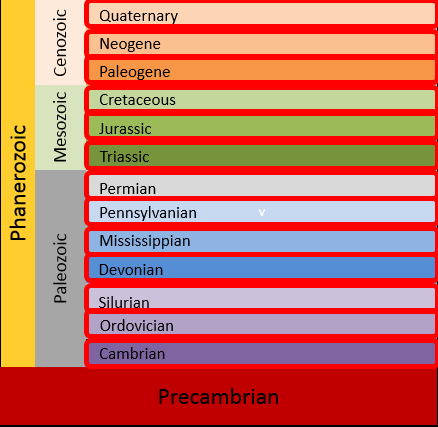 Phanerozoic
Cenozoic
Quaternary
Neogene
Paleogene
Mesozoic
Cretaceous
Jurassic
Triassic
Paleozoic
Permian
Pennsylvanian v
Mississippian
Devonian
Silurian
Ordovician
Cambrian
Precambrian